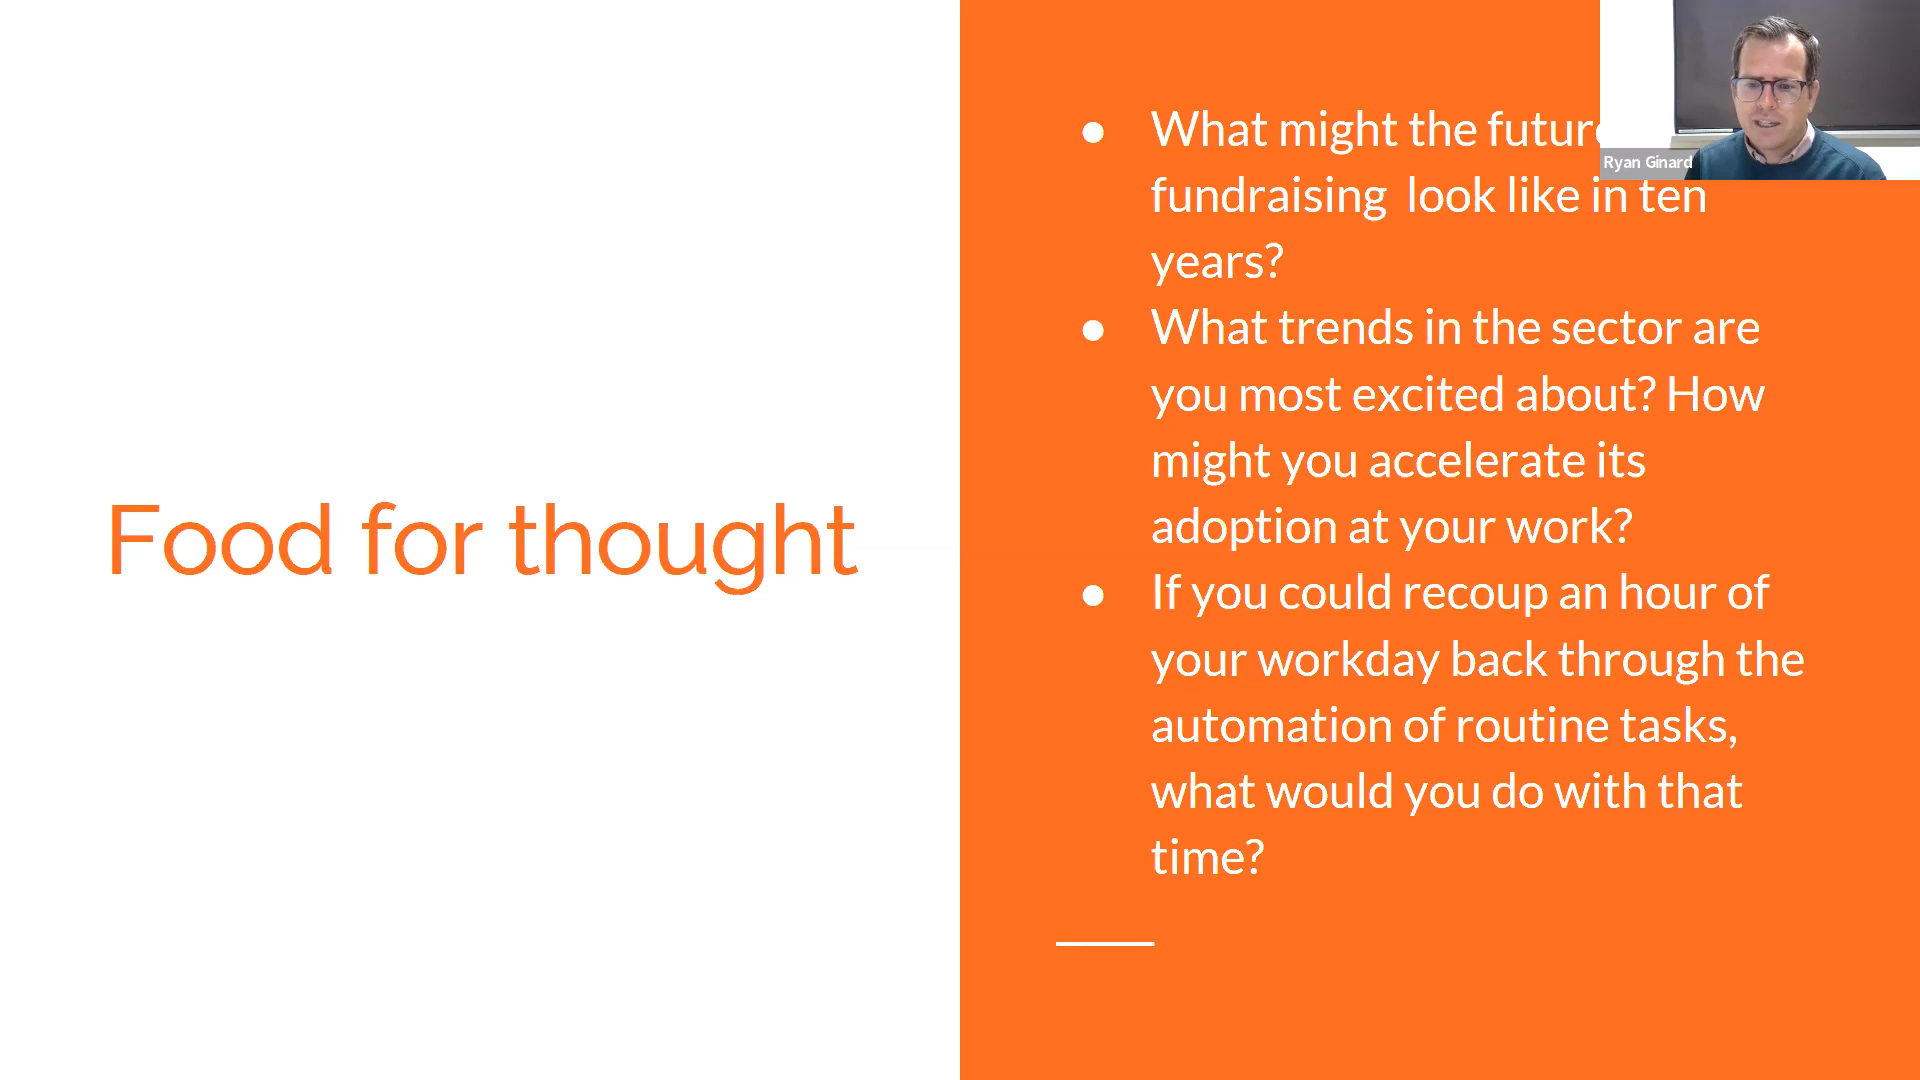 Food for thought
What might the
fundraising look like in ten
years?
What trends in the sector are
you most excited about? How
might you accelerate its
adoption at your work?
If you could recoup an hour of
your workday back through the
automation of routine tasks,
what would you do with that
time?
Ryan Ginard